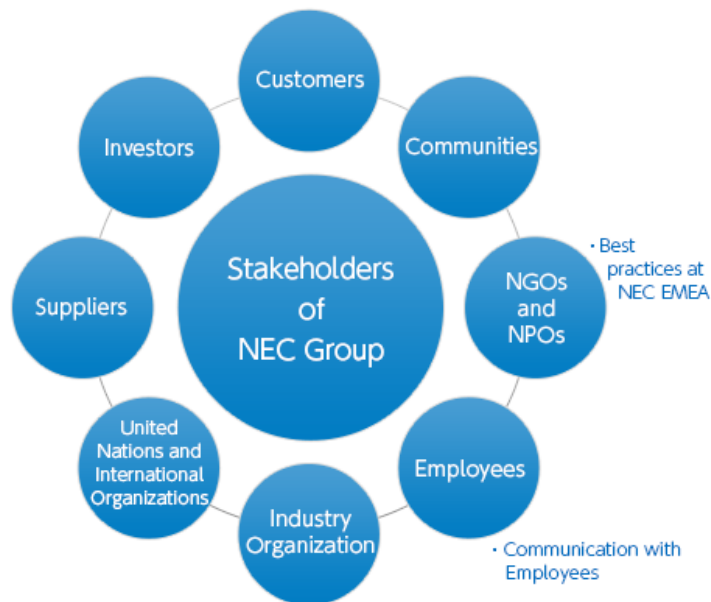 Customers
Communities
Investors
Stakeholders
of
NEC Group
・Best
practices at
NEC EMEA
NGOs
and
NPOs
Suppliers
United
Nations and
International
Organizations
Employees
Industry
Organization
・Communication with
Employees